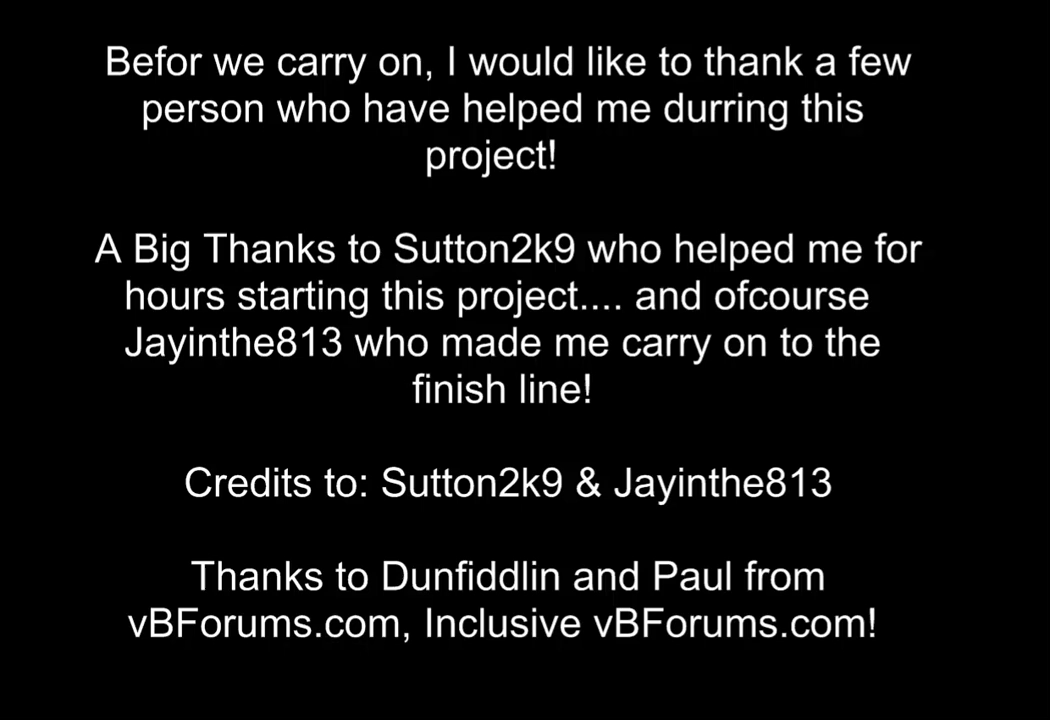 Befor we carry on, I would like to thank a few
person who have helped me durring this
project!
A Big Thanks to Sutton2k9 who helped me for
hours starting this project.... and ofcourse
Jayinthe813 who made me carry on to the
finish line!
Credits to: Sutton2k9 & Jayinthe813
Thanks to Dunfiddlin and Paul from
vBForums.com, Inclusive vBForums.com!